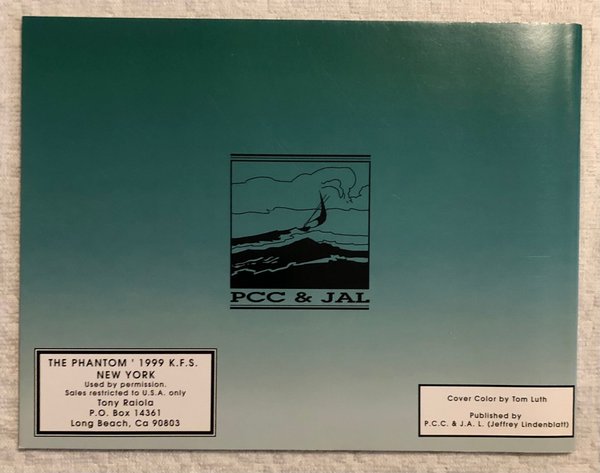 PCC & JAL
THE PHANTOM ' 1999 K.F.S.
NEW YORK
Used by permission.
Sales restricted to U.S.A. only
Tony Raiola
P.O. Box 14361
Long Beach, Ca 90803
Cover Color by Tom Luth
Published by
P.C.C. & J.A. L. (Jeffrey Lindenblatt)